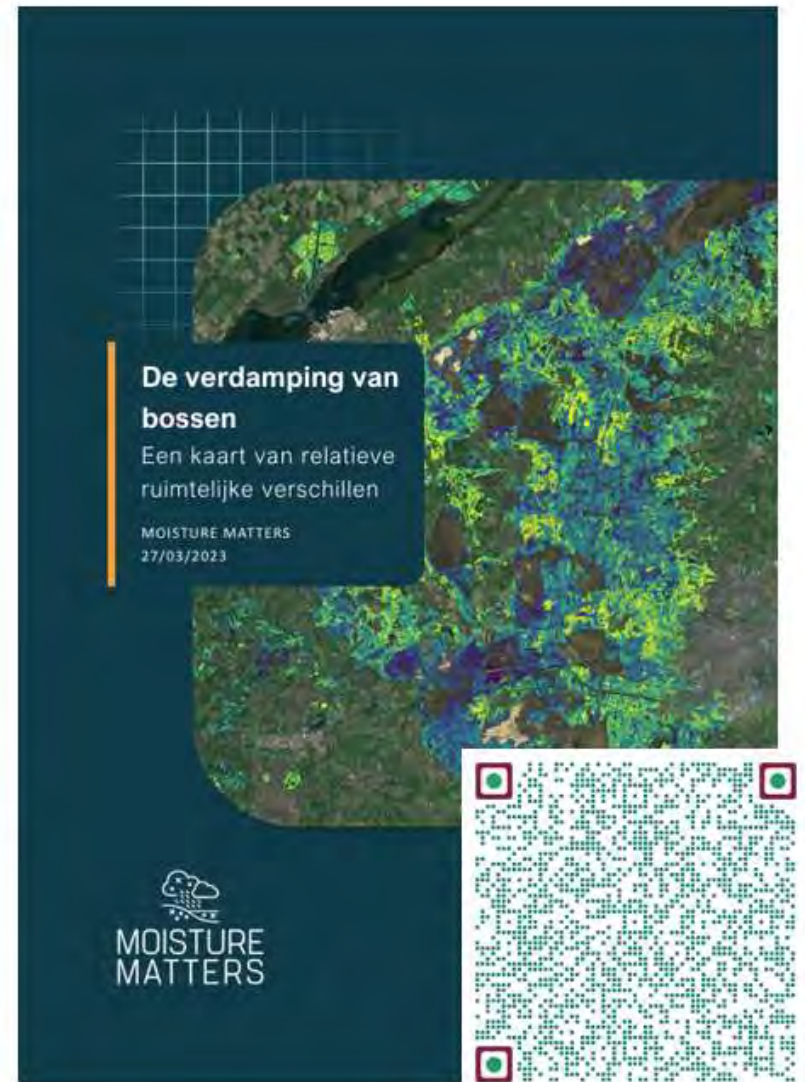 De verdamping van
bossen
Een kaart van relatieve
ruimtelijke verschillen
MOISTURE MATTERS
27/03/2023
MOISTURE
MATTERS